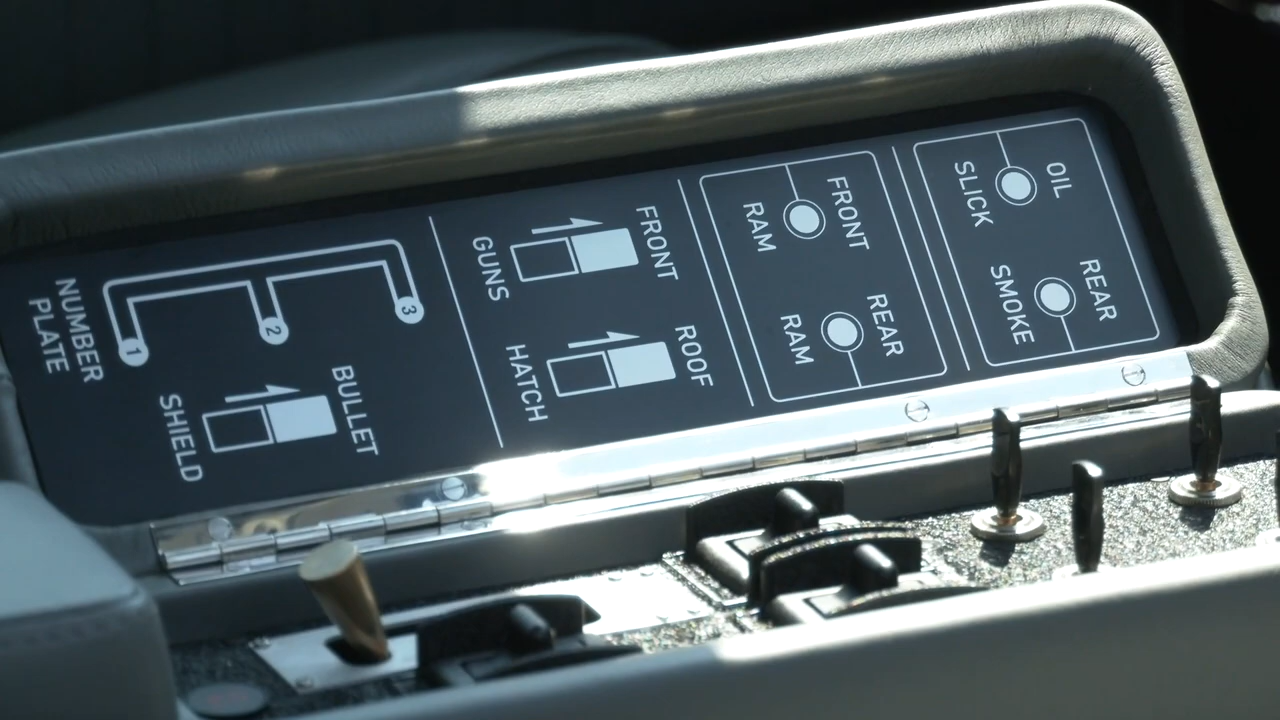 NUMBER
PLATE
1
2
3
BULLET
SHIELD
FRONT
GUNS
ROOF
HATCH
FRONT
RAM
REAR
RAM
OIL
SLICK
REAR
SMOKE